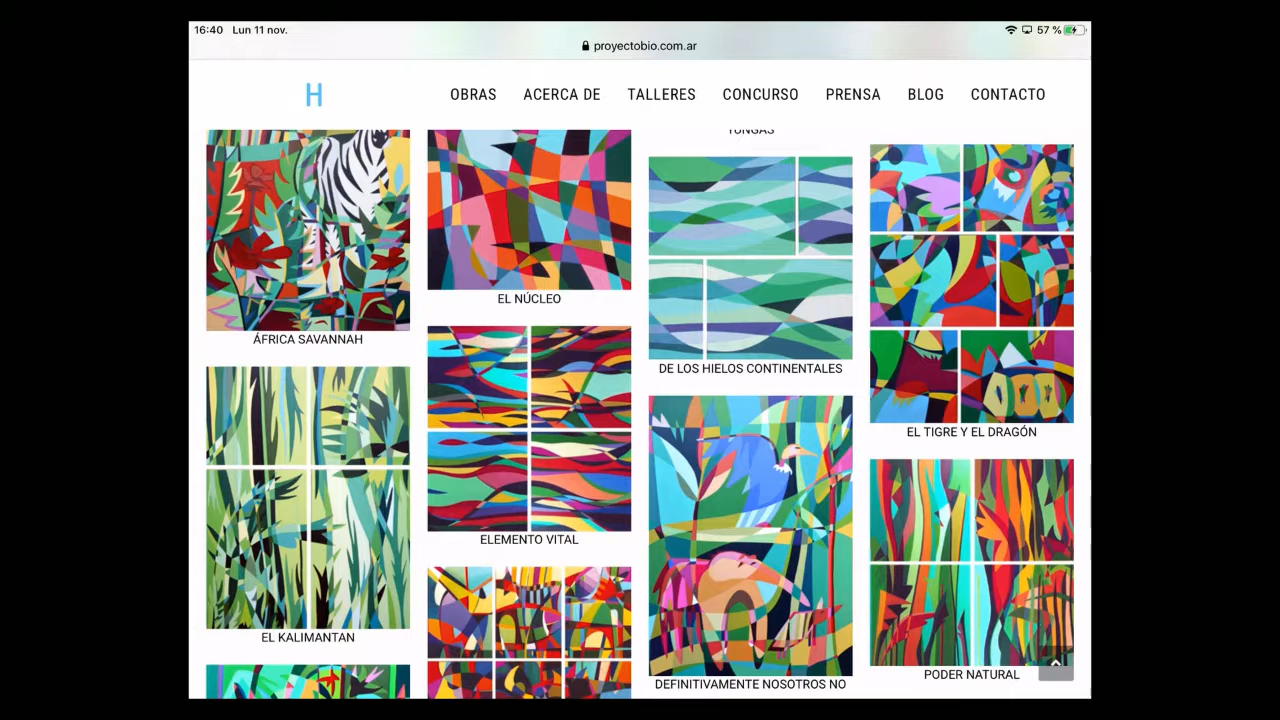 16:40 Lun 11 nov.
57 %
proyectobio.com.ar
H
OBRAS ACERCA DE TALLERES CONCURSO PRENSA BLOG CONTACTO
YUNGAS
EL NÚCLEO
ÁFRICA SAVANNAH
DE LOS HIELOS CONTINENTALES
EL TIGRE Y EL DRAGÓN
ELEMENTO VITAL
EL KALIMANTAN
PODER NATURAL
DEFINITIVAMENTE NOSOTROS NO